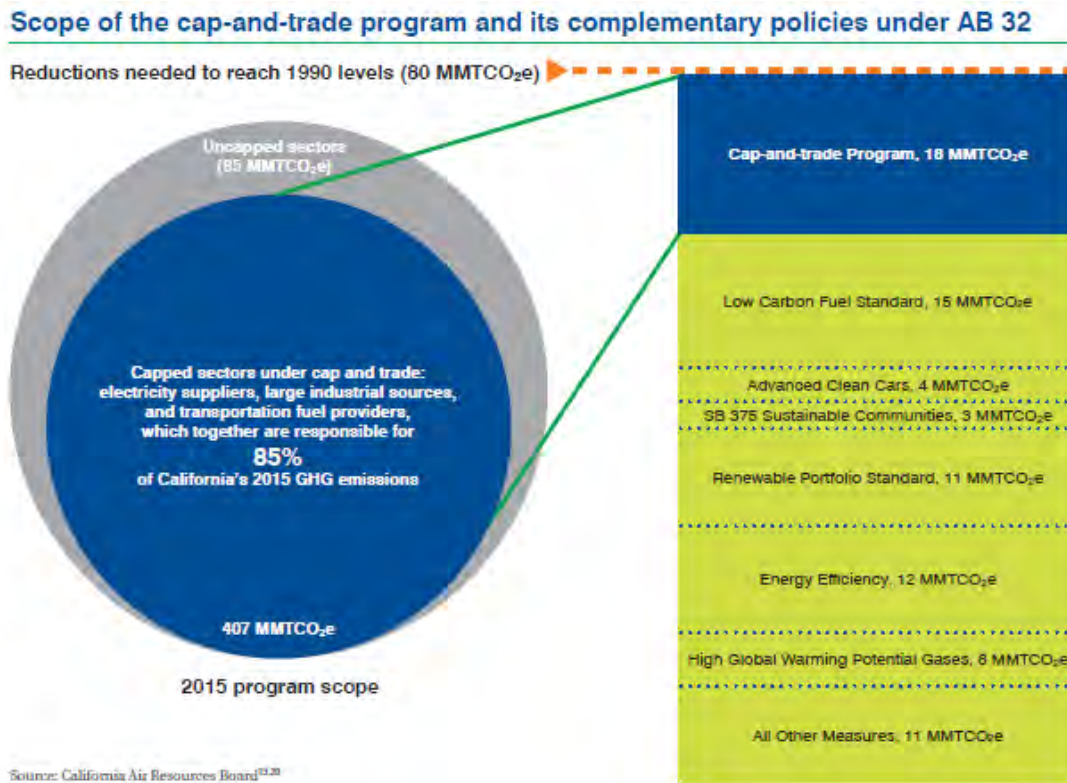 Scope of the cap-and-trade program and its complementary policies under AB 32
Reductions needed to reach 1990 levels (80 MMTCO₂e)
Uncapped sectors
(85 MMTCO₂e)
Capped sectors under cap and trade:
electricity suppliers, large industrial sources,
and transportation fuel providers,
which together are responsible for
85%
of California's 2015 GHG emissions
407 MMTCO₂e
2015 program scope
Cap-and-trade Program, 18 MMTCO₂e
Low Carbon Fuel Standard, 15 MMTCO₂e
Advanced Clean Cars, 4 MMTCO₂e
SB 375 Sustainable Communities, 3 MMTCO₂e
Renewable Portfolio Standard, 11 MMTCO₂e
Energy Efficiency, 12 MMTCO₂e
High Global Warming Potential Gases, 8 MMTCO₂e
All Other Measures, 11 MMTCO₂e
Source: California Air Resources Board